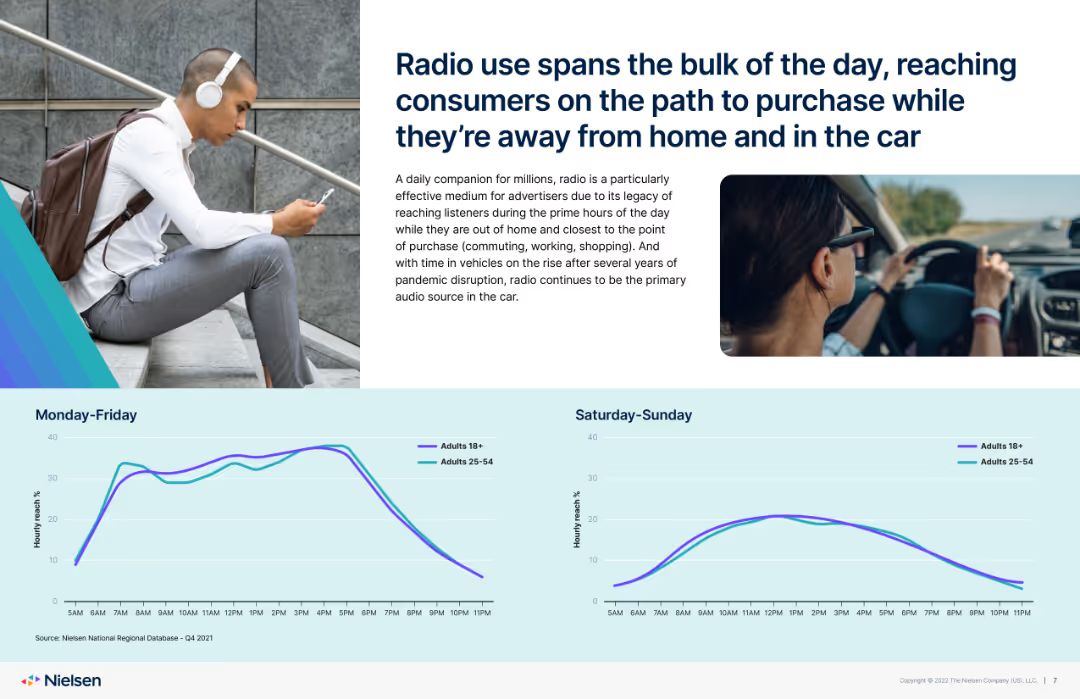 Radio use spans the bulk of the day, reaching
consumers on the path to purchase while
they're away from home and in the car
A daily companion for millions, radio is a particularly
effective medium for advertisers due to its legacy of
reaching listeners during the prime hours of the day
while they are out of home and closest to the point
of purchase (commuting, working, shopping). And
with time in vehicles on the rise after several years of
pandemic disruption, radio continues to be the primary
audio source in the car.
Monday-Friday
40
30
20
10
0
Hourly reach %
Adults 18+
Adults 25-54
5AM 6AM 7AM 8AM 9AM 10AM 11AM 12PM 1PM 2PM 3PM 4PM 5PM 6PM 7PM 8PM 9PM 10PM 11PM
Saturday-Sunday
40
30
20
10
0
Hourly reach %
Adults 18+
Adults 25-54
5AM 6AM 7AM 8AM 9AM 10AM 11AM 12PM 1PM 2PM 3PM 4PM 5PM 6PM 7PM 8PM 9PM 10PM 11PM
Source: Nielsen National Regional Database - Q4 2021
Nielsen
Copyright © 2022 The Nielsen Company (US), LLC. | 7